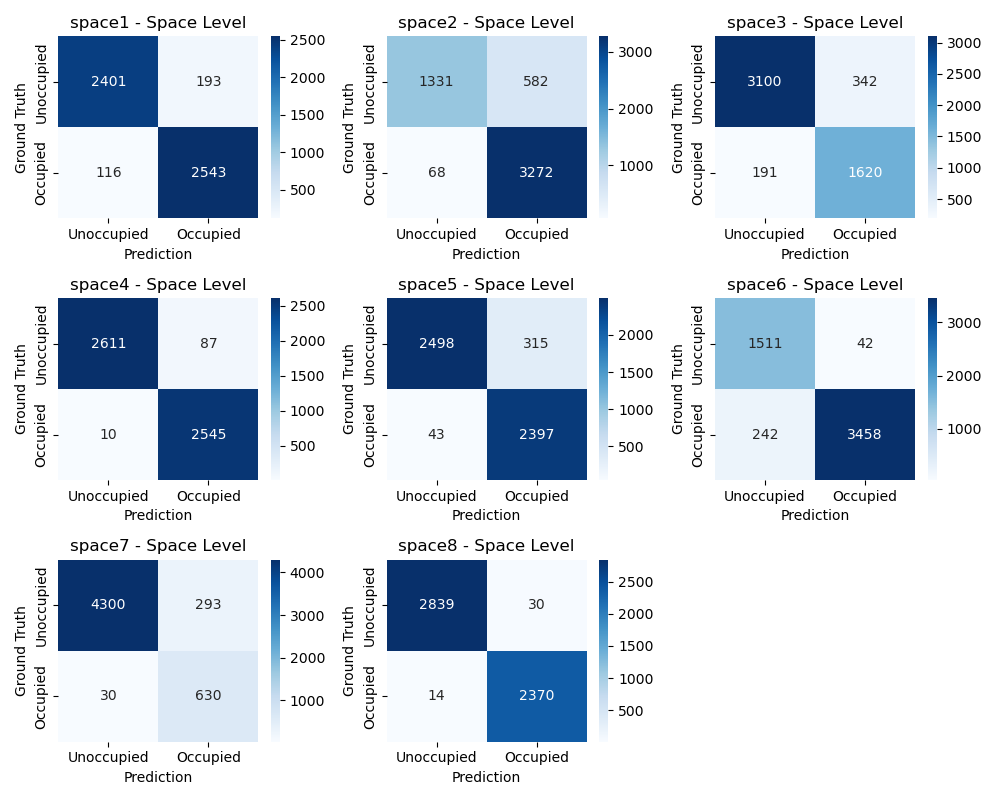 space1 - Space Level
Ground Truth
Unoccupied
Occupied
2401 193
116 2543
Unoccupied Occupied
Prediction
2500
2000
1500
1000
500
space2 - Space Level
Ground Truth
Unoccupied
Occupied
1331 582
68 3272
Unoccupied Occupied
Prediction
3000
2000
1000
space3 - Space Level
Ground Truth
Unoccupied
Occupied
3100 342
191 1620
Unoccupied Occupied
Prediction
3000
2500
2000
1500
1000
500
space4 - Space Level
Ground Truth
Unoccupied
Occupied
2611 87
10 2545
Unoccupied Occupied
Prediction
2500
2000
1500
1000
500
space5 - Space Level
Ground Truth
Unoccupied
Occupied
2498 315
43 2397
Unoccupied Occupied
Prediction
2000
1500
1000
500
space6 - Space Level
Ground Truth
Unoccupied
Occupied
1511 42
242 3458
Unoccupied Occupied
Prediction
3000
2000
1000
space7 - Space Level
Ground Truth
Unoccupied
Occupied
4300 293
30 630
Unoccupied Occupied
Prediction
4000
3000
2000
1000
space8 - Space Level
Ground Truth
Unoccupied
Occupied
2839 30
14 2370
Unoccupied Occupied
Prediction
2500
2000
1500
1000
500